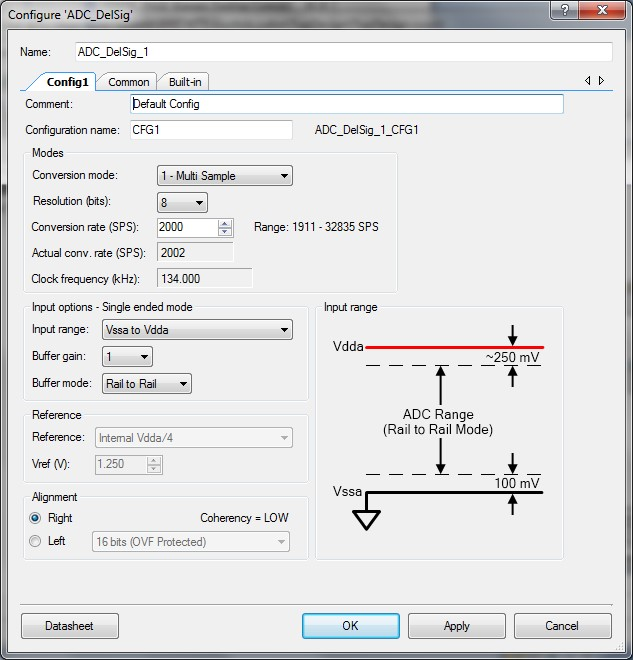 Configure 'ADC_DelSig'
Name: ADC_DelSig_1
Config1 Common Built-in
Comment: Default Config
Configuration name: CFG1 ADC_DelSig_1_CFG1
Modes
Conversion mode: 1 - Multi Sample
Resolution (bits): 8
Conversion rate (SPS): 2000 Range: 1911 - 32835 SPS
Actual conv. rate (SPS): 2002
Clock frequency (kHz): 134.000
Input options - Single ended mode
Input range: Vssa to Vdda
Buffer gain: 1
Buffer mode: Rail to Rail
Reference
Reference: Internal Vdda/4
Vref (V): 1.250
Alignment
Right Coherency = LOW
Left 16 bits (OVF Protected)
Input range
Vdda
~250 mV
ADC Range
(Rail to Rail Mode)
100 mV
Vssa
Datasheet OK Apply Cancel